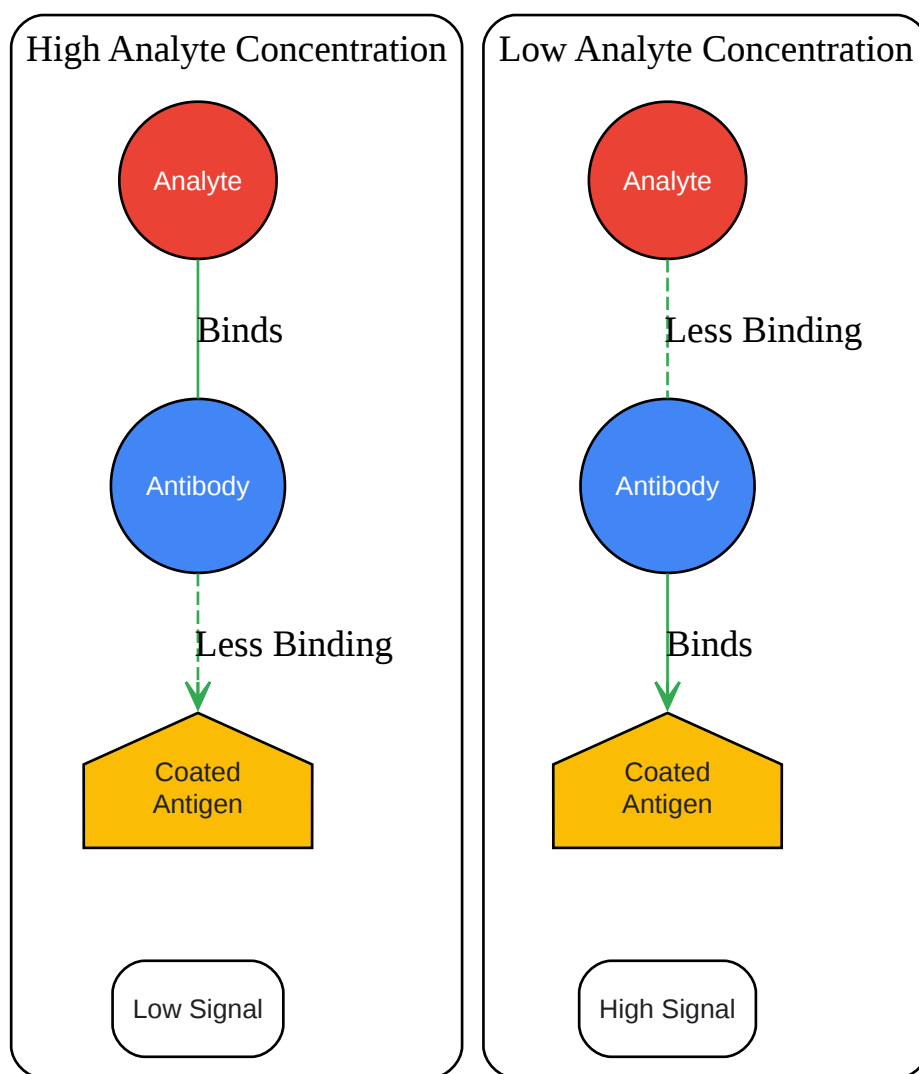 High Analyte Concentration
Analyte
Binds
Antibody
Less Binding
Coated
Antigen
Low Signal
Low Analyte Concentration
Analyte
Less Binding
Antibody
Binds
Coated
Antigen
High Signal